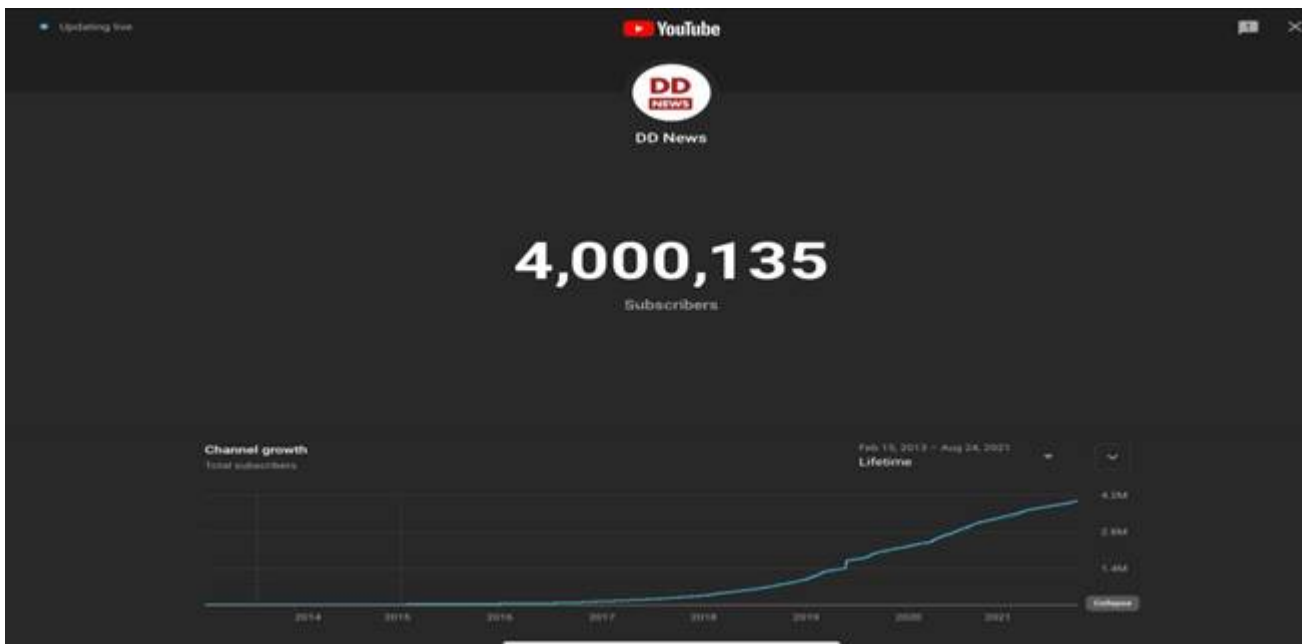 Updating live
YouTube
DD
NEWS
DD News
4,000,135
Subscribers
Channel growth
Total subscribers
Feb 15, 2013 – Aug 24, 2021
Lifetime
4.2M
2.8M
1.4M
Collapse
2014 2015 2016 2017 2018 2019 2020 2021